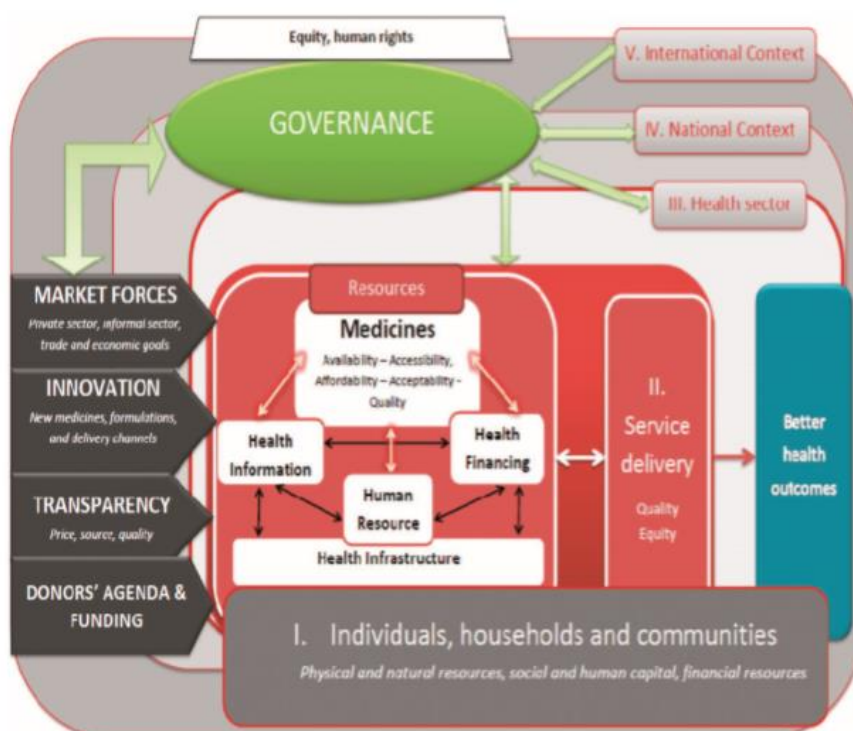 Equity, human rights
GOVERNANCE
V. International Context
IV. National Context
III. Health sector
MARKET FORCES
Private sector, informal sector,
trade and economic goals
INNOVATION
New medicines, formulations,
and delivery channels
TRANSPARENCY
Price, source, quality
DONORS' AGENDA &
FUNDING
Resources
Medicines
Availability – Accessibility,
Affordability – Acceptability -
Quality
Health
Information
Health
Financing
Human
Resource
Health Infrastructure
II.
Service
delivery
Quality
Equity
Better
health
outcomes
I. Individuals, households and communities
Physical and natural resources, social and human capital, financial resources